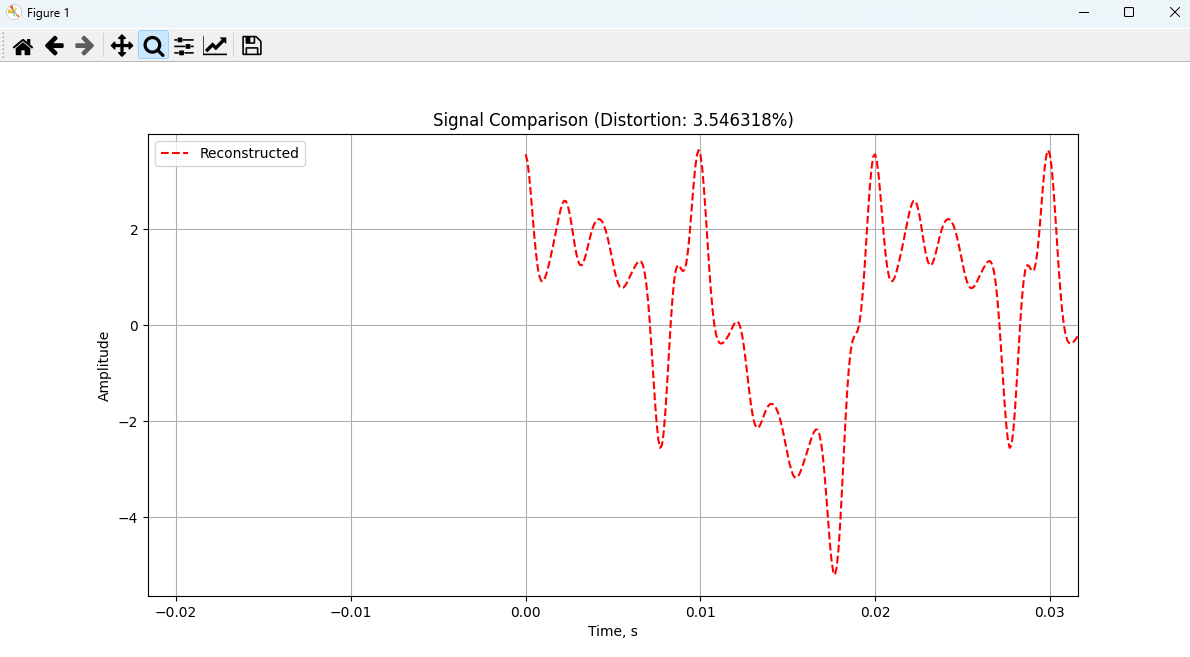 Figure 1
Signal Comparison (Distortion: 3.546318%)
Reconstructed
Amplitude
2
0
−2
−4
−0.02 −0.01 0.00 0.01 0.02 0.03
Time, s